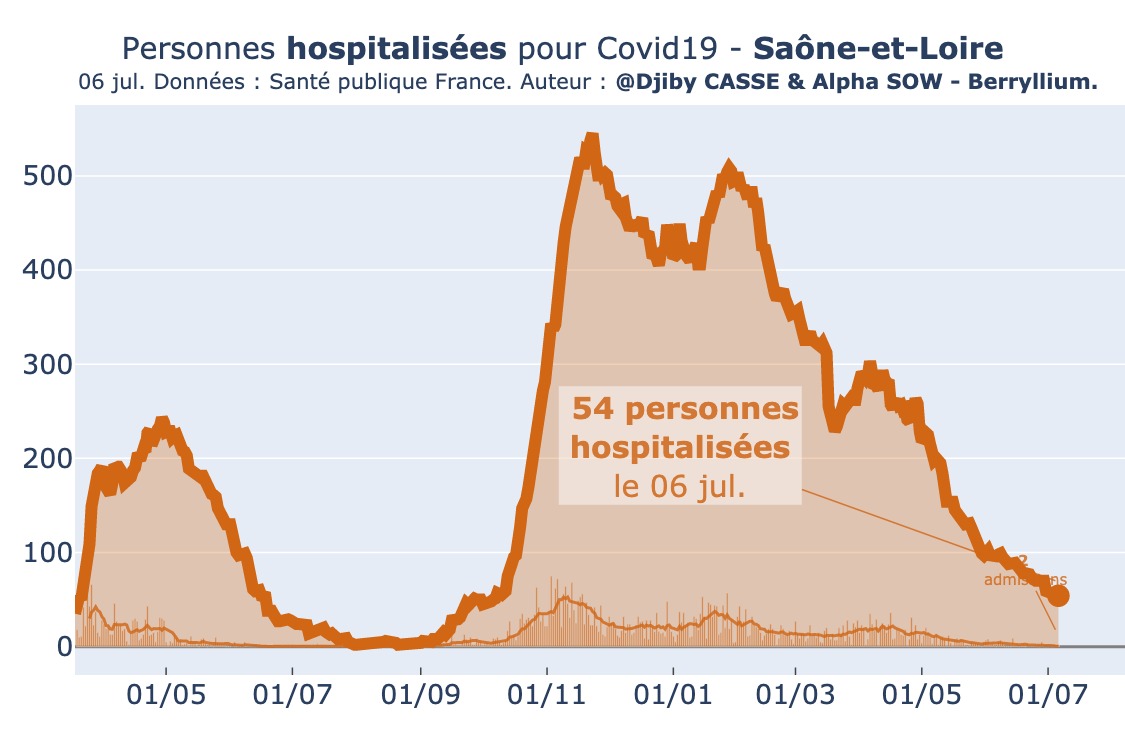 Personnes hospitalisées pour Covid19 - Saône-et-Loire
06 jul. Données : Santé publique France. Auteur : @Djiby CASSE & Alpha SOW - Berryllium.
500
400
300
200
100
0
54 personnes
hospitalisées
le 06 jul.
2
01/05 01/07 01/09 01/11 01/01 01/03 01/05 01/07